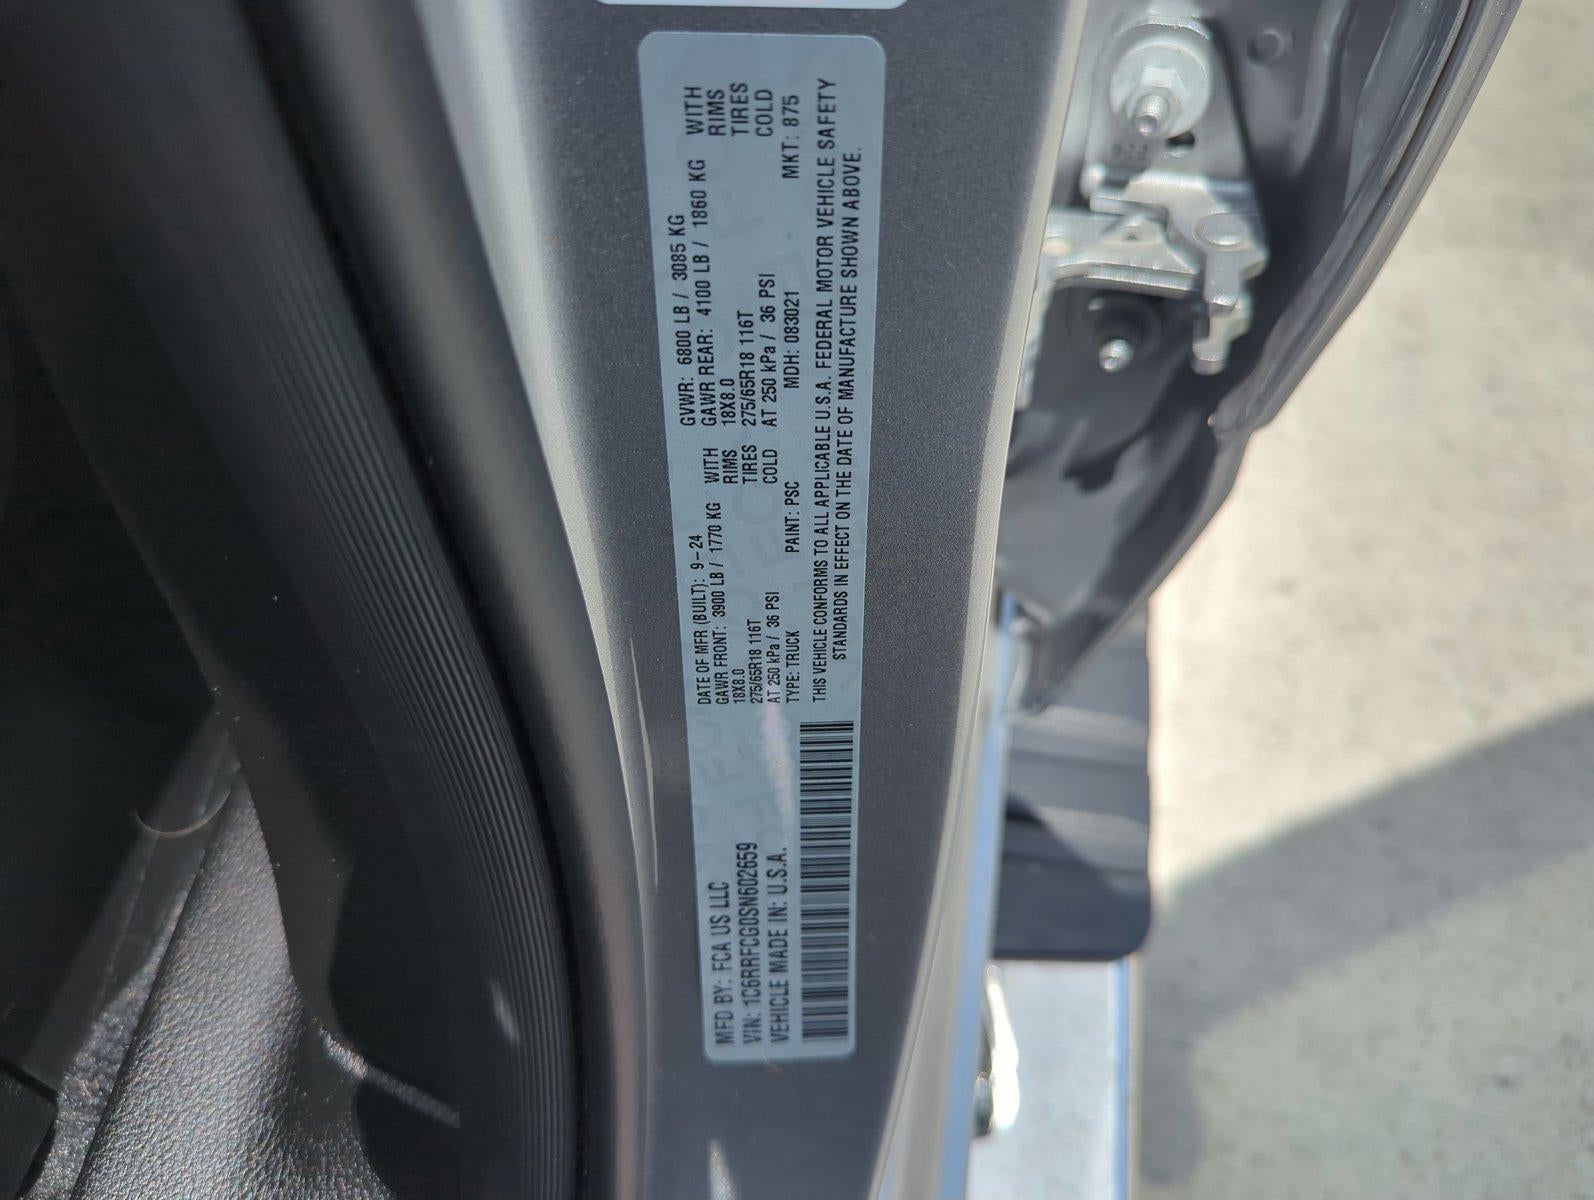 MFD BY: FCA US LLC
DATE OF MFR (BUILT): 9-24
GVWR: 6800 LB / 3085 KG
GAWR FRONT: 3900 LB / 1770 KG WITH
18X8.0 RIMS
275/65R18 116T TIRES
AT 250 kPa / 36 PSI COLD
GAWR REAR: 4100 LB / 1860 KG WITH
18X8.0 RIMS
275/65R18 116T TIRES
AT 250 kPa / 36 PSI COLD
VIN: 1C6RRFCG0SN602659
TYPE: TRUCK PAINT: PSC MDH: 083021 MKT: 875
VEHICLE MADE IN: U.S.A.
THIS VEHICLE CONFORMS TO ALL APPLICABLE U.S.A. FEDERAL MOTOR VEHICLE SAFETY
STANDARDS IN EFFECT ON THE DATE OF MANUFACTURE SHOWN ABOVE.